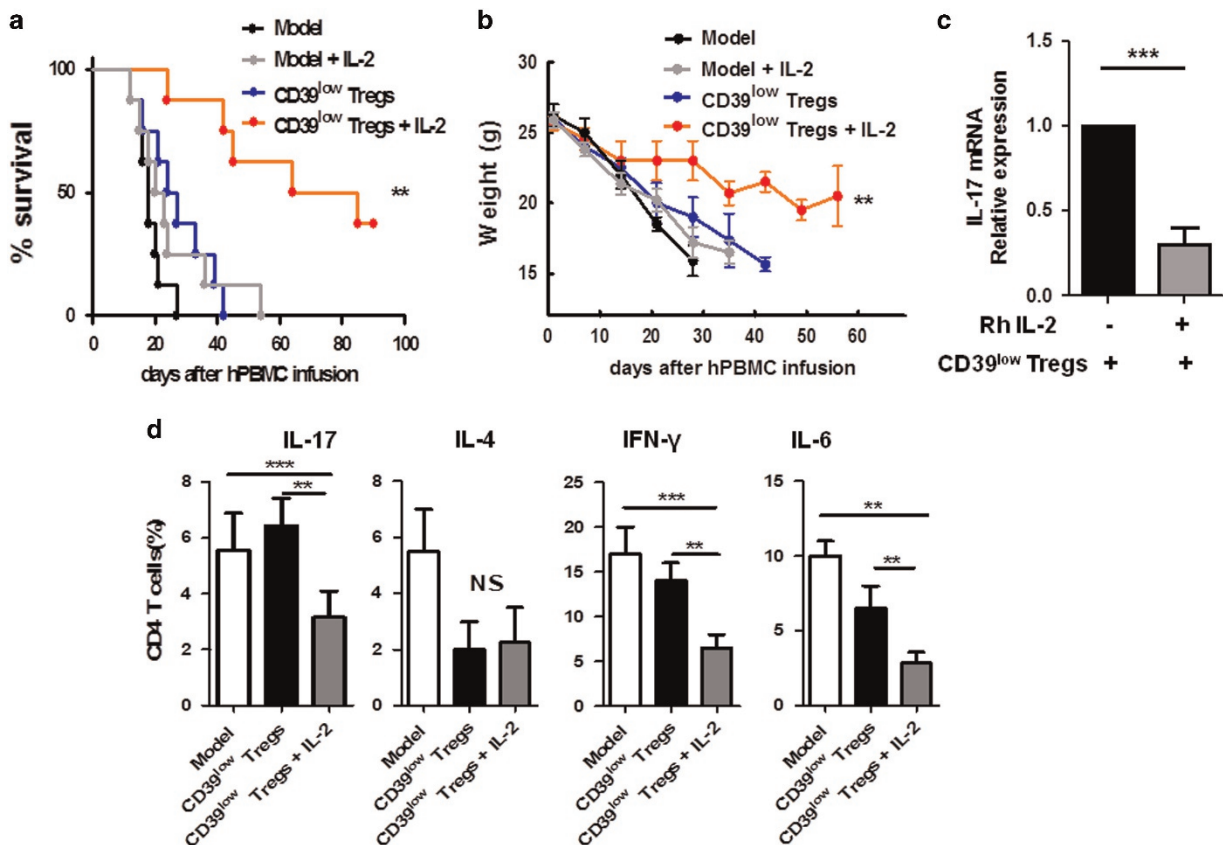 a
Model
Model + IL-2
CD39low Tregs
CD39low Tregs + IL-2
% survival
100
50
0
**
0 20 40 60 80 100
days after hPBMC infusion
b
Model
Model + IL-2
CD39low Tregs
CD39low Tregs + IL-2
Weight (g)
25
20
15
**
0 10 20 30 40 50 60
days after hPBMC infusion
c
IL-17 mRNA
Relative expression
1.5
1.0
0.5
0.0
***
Rh IL-2 - +
CD39low Tregs + +
d
IL-17
CD4 T cells(%)
8
6
4
2
0
***
**
Model
CD39low Tregs
CD39low Tregs + IL-2
IL-4
8
6
4
2
0
NS
Model
CD39low Tregs
CD39low Tregs + IL-2
IFN-γ
25
20
15
10
5
0
***
**
Model
CD39low Tregs
CD39low Tregs + IL-2
IL-6
15
10
5
0
**
**
Model
CD39low Tregs
CD39low Tregs + IL-2